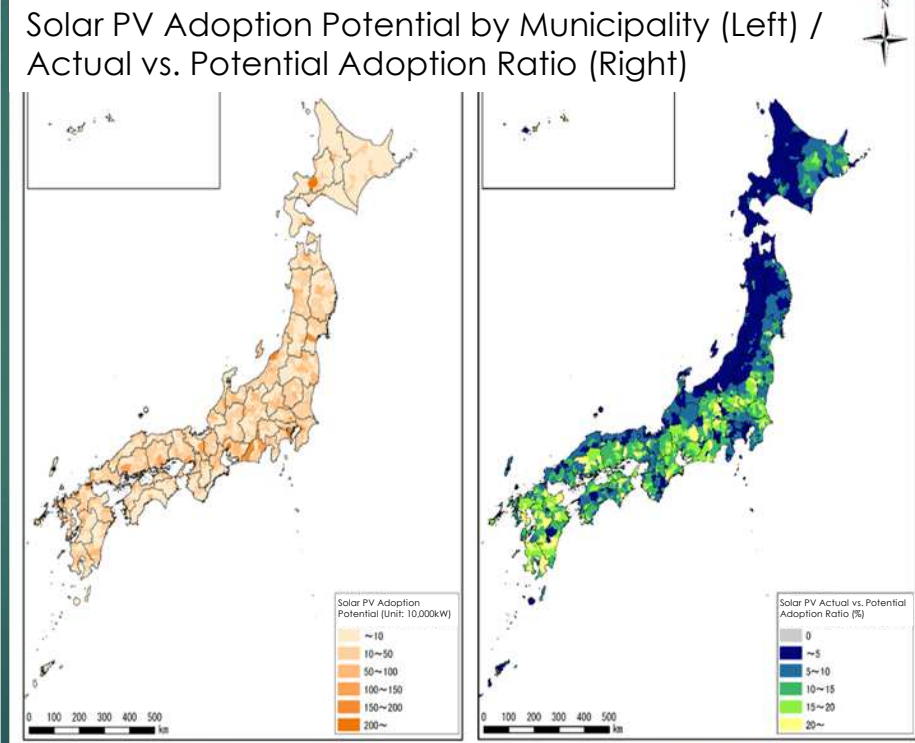 Solar PV Adoption Potential by Municipality (Left) /
Actual vs. Potential Adoption Ratio (Right)
N
Solar PV Adoption
Potential (Unit: 10,000kW)
~10
10~50
50~100
100~150
150~200
200~
0 100 200 300 400 500
km
Solar PV Actual vs. Potential
Adoption Ratio (%)
0
~5
5~10
10~15
15~20
20~
0 100 200 300 400 500
km